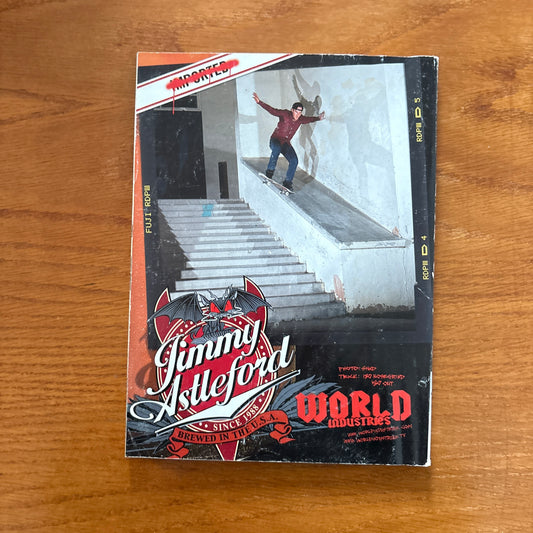 IMPORTED
FUJI RDPIII
RDPIII D 5
RDPIII D 4
Jimmy
Astleford
SINCE 1988
BREWED IN THE U.S.A.
WORLD
INDUSTRIES